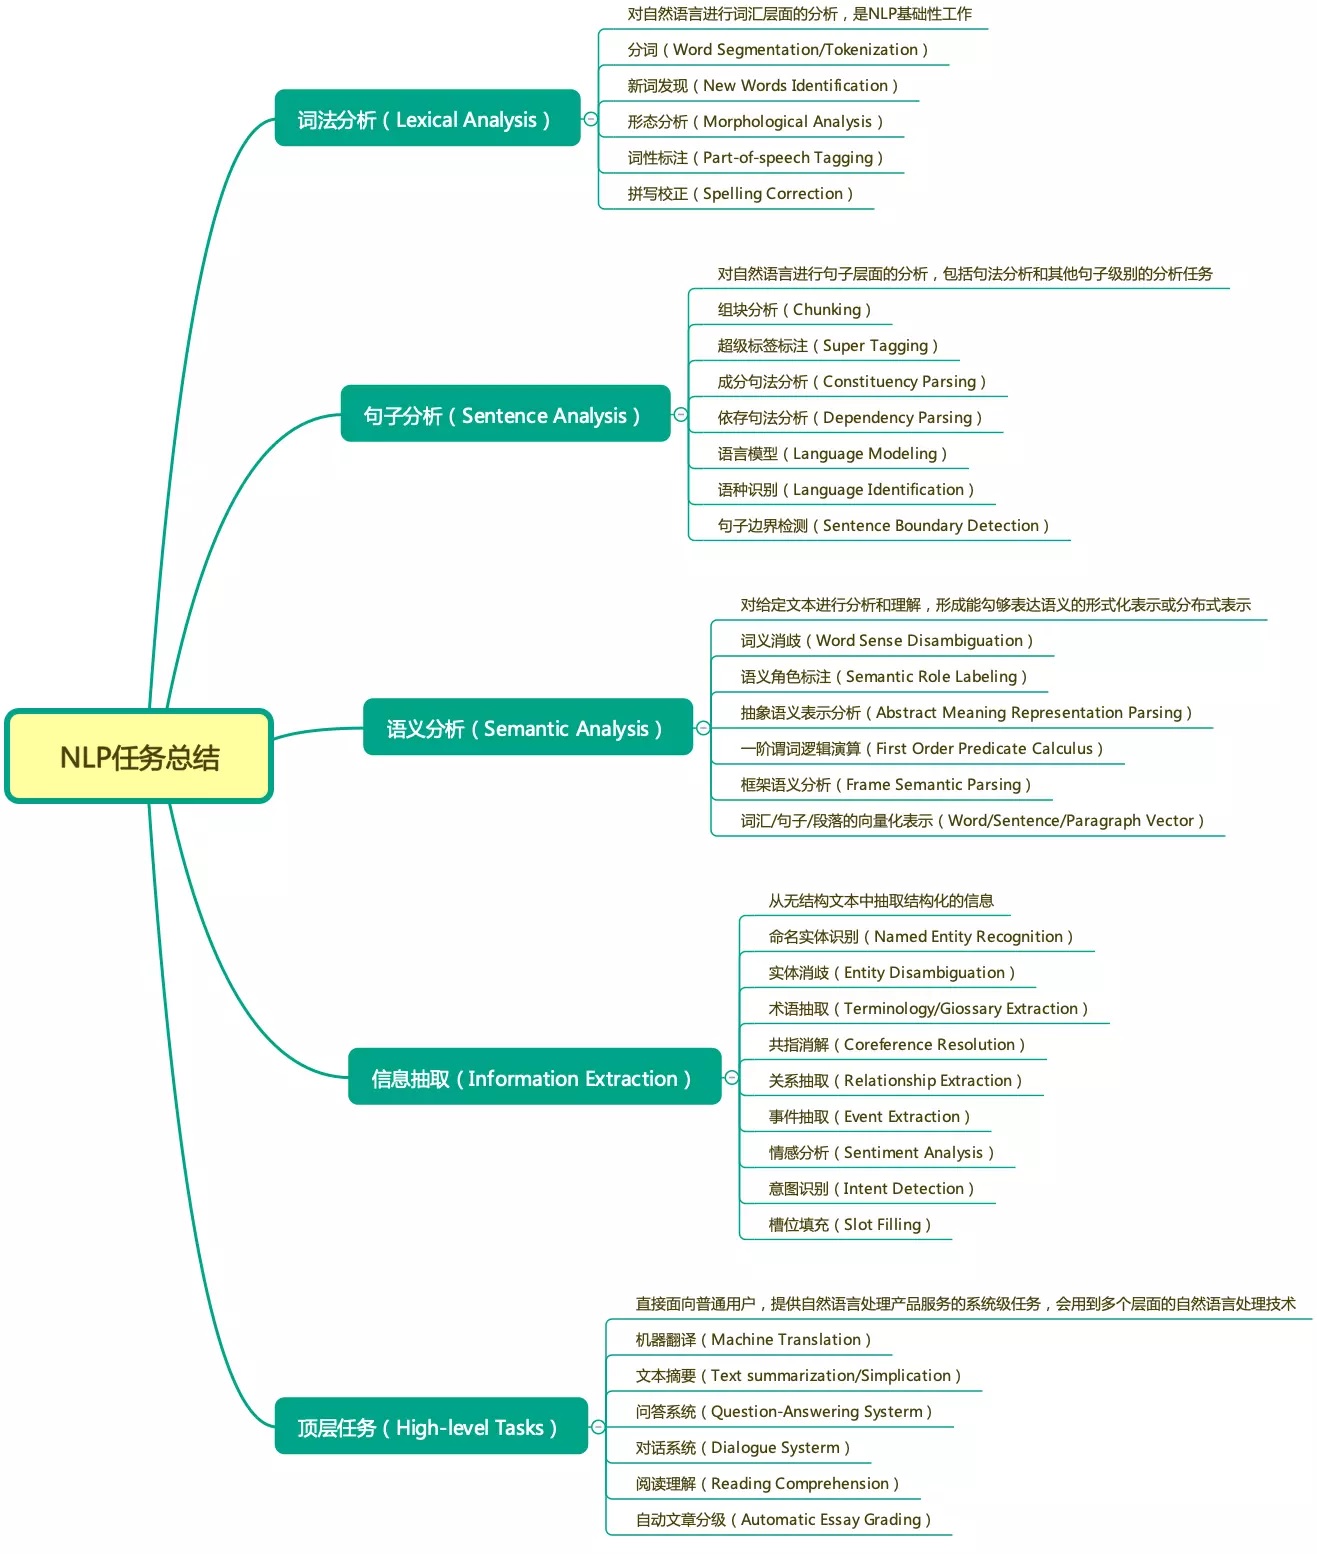 NLP任务总结
词法分析（Lexical Analysis）
对自然语言进行词汇层面的分析，是NLP基础性工作
分词（Word Segmentation/Tokenization）
新词发现（New Words Identification）
形态分析（Morphological Analysis）
词性标注（Part-of-speech Tagging）
拼写校正（Spelling Correction）
句子分析（Sentence Analysis）
对自然语言进行句子层面的分析，包括句法分析和其他句子级别的分析任务
组块分析（Chunking）
超级标签标注（Super Tagging）
成分句法分析（Constituency Parsing）
依存句法分析（Dependency Parsing）
语言模型（Language Modeling）
语种识别（Language Identification）
句子边界检测（Sentence Boundary Detection）
语义分析（Semantic Analysis）
对给定文本进行分析和理解，形成能勾够表达语义的形式化表示或分布式表示
词义消歧（Word Sense Disambiguation）
语义角色标注（Semantic Role Labeling）
抽象语义表示分析（Abstract Meaning Representation Parsing）
一阶谓词逻辑演算（First Order Predicate Calculus）
框架语义分析（Frame Semantic Parsing）
词汇/句子/段落的向量化表示（Word/Sentence/Paragraph Vector）
信息抽取（Information Extraction）
从无结构文本中抽取结构化的信息
命名实体识别（Named Entity Recognition）
实体消歧（Entity Disambiguation）
术语抽取（Terminology/Giossary Extraction）
共指消解（Coreference Resolution）
关系抽取（Relationship Extraction）
事件抽取（Event Extraction）
情感分析（Sentiment Analysis）
意图识别（Intent Detection）
槽位填充（Slot Filling）
顶层任务（High-level Tasks）
直接面向普通用户，提供自然语言处理产品服务的系统级任务，会用到多个层面的自然语言处理技术
机器翻译（Machine Translation）
文本摘要（Text summarization/Simplication）
问答系统（Question-Answering Systerm）
对话系统（Dialogue Systerm）
阅读理解（Reading Comprehension）
自动文章分级（Automatic Essay Grading）